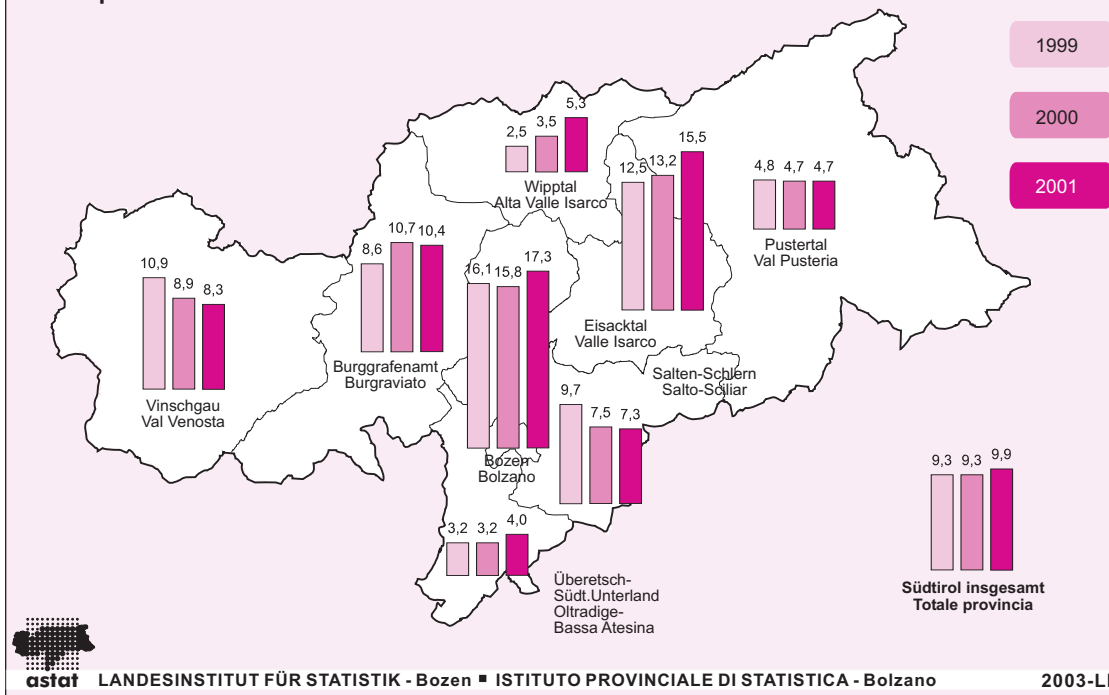 1999
2000
2001
2,5 3,5 5,3
Wipptal
Alta Valle Isarco
12,5 13,2 15,5
Eisacktal
Valle Isarco
4,8 4,7 4,7
Pustertal
Val Pusteria
8,6 10,7 10,4
Burggrafenamt
Burgraviato
10,9 8,9 8,3
Vinschgau
Val Venosta
16,1 15,8 17,3
Bozen
Bolzano
Salten-Schlern
Salto-Sciliar
9,7 7,5 7,3
3,2 3,2 4,0
Überetsch-
Südt.Unterland
Oltradige-
Bassa Atesina
9,3 9,3 9,9
Südtirol insgesamt
Totale provincia
astat LANDESINSTITUT FÜR STATISTIK - Bozen ■ ISTITUTO PROVINCIALE DI STATISTICA - Bolzano 2003-